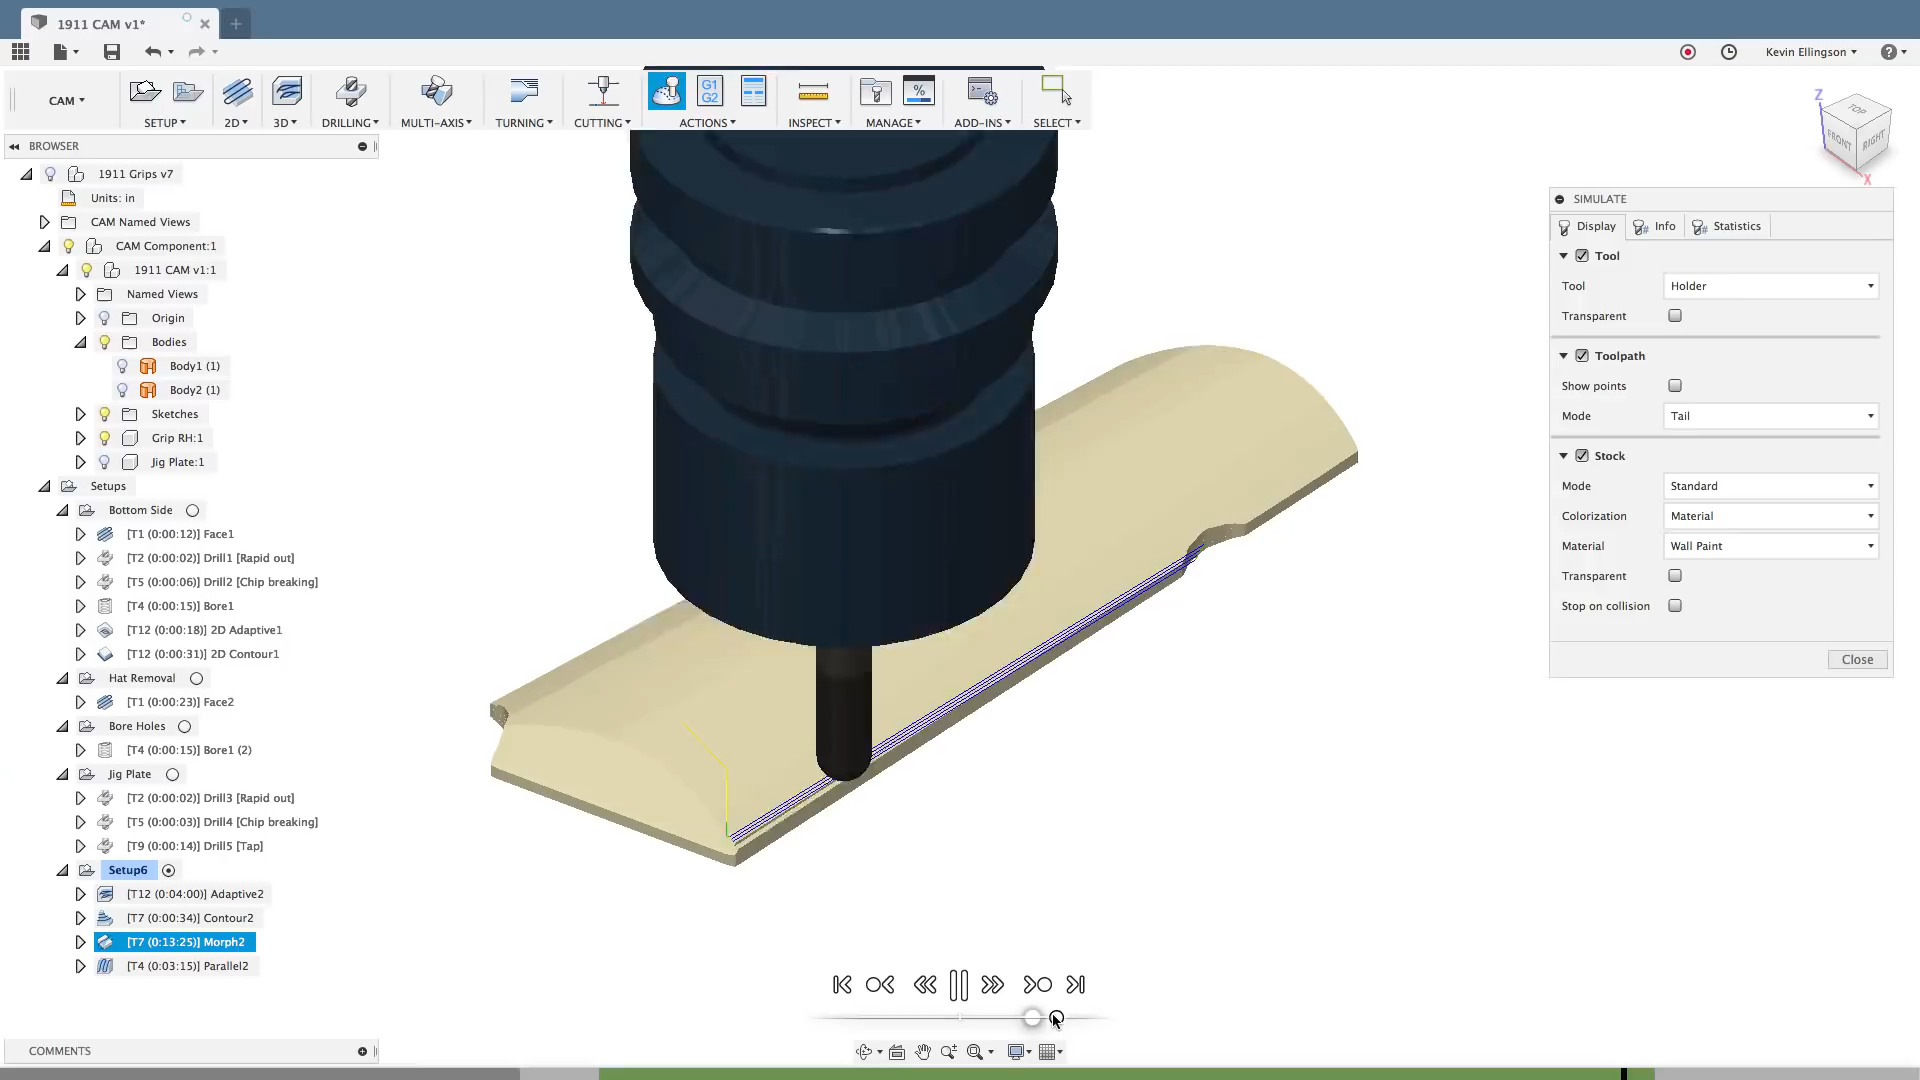 1911 CAM v1*
Kevin Ellingson
CAM
SETUP
2D
3D
DRILLING
MULTI-AXIS
TURNING
CUTTING
G1
G2
ACTIONS
INSPECT
%
MANAGE
ADD-INS
SELECT
BROWSER
1911 Grips v7
Units: in
CAM Named Views
CAM Component:1
1911 CAM v1:1
Named Views
Origin
Bodies
Body1 (1)
Body2 (1)
Sketches
Grip RH:1
Jig Plate:1
Setups
Bottom Side
[T1 (0:00:12)] Face1
[T2 (0:00:02)] Drill1 [Rapid out]
[T5 (0:00:06)] Drill2 [Chip breaking]
[T4 (0:00:15)] Bore1
[T12 (0:00:18)] 2D Adaptive1
[T12 (0:00:31)] 2D Contour1
Hat Removal
[T1 (0:00:23)] Face2
Bore Holes
[T4 (0:00:15)] Bore1 (2)
Jig Plate
[T2 (0:00:02)] Drill3 [Rapid out]
[T5 (0:00:03)] Drill4 [Chip breaking]
[T9 (0:00:14)] Drill5 [Tap]
Setup6
[T12 (0:04:00)] Adaptive2
[T7 (0:00:34)] Contour2
[T7 (0:13:25)] Morph2
[T4 (0:03:15)] Parallel2
COMMENTS
Z
TOP
FRONT
RIGHT
X
SIMULATE
Display
Info
Statistics
Tool
Tool Holder
Transparent
Toolpath
Show points
Mode Tail
Stock
Mode Standard
Colorization Material
Material Wall Paint
Transparent
Stop on collision
Close